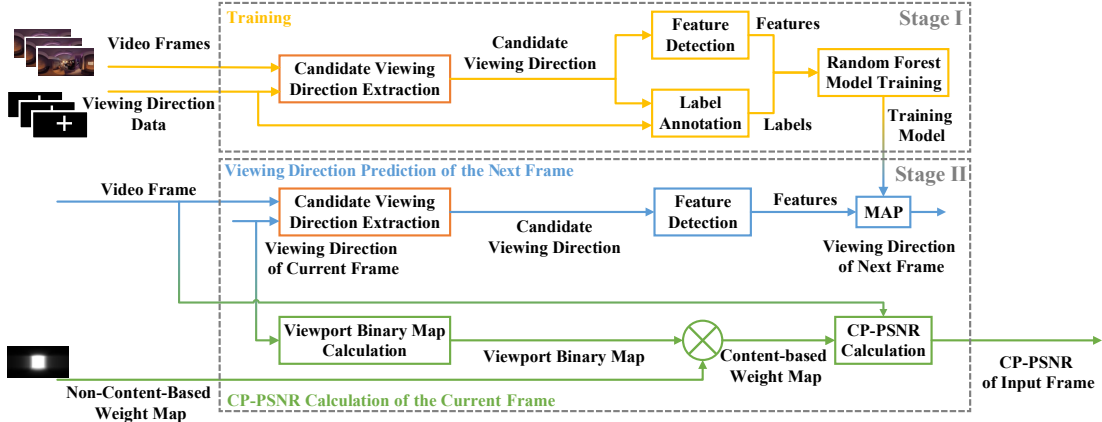 Training
Stage I
Video Frames
Viewing Direction
Data
Candidate Viewing
Direction Extraction
Candidate
Viewing Direction
Feature
Detection
Features
Label
Annotation
Labels
Random Forest
Model Training
Training
Model
Viewing Direction Prediction of the Next Frame
Stage II
Video Frame
Candidate Viewing
Direction Extraction
Viewing Direction
of Current Frame
Candidate
Viewing Direction
Feature
Detection
Features
MAP
Viewing Direction
of Next Frame
Viewport Binary Map
Calculation
Viewport Binary Map
Content-based
Weight Map
CP-PSNR
Calculation
CP-PSNR
of Input Frame
Non-Content-Based
Weight Map
CP-PSNR Calculation of the Current Frame